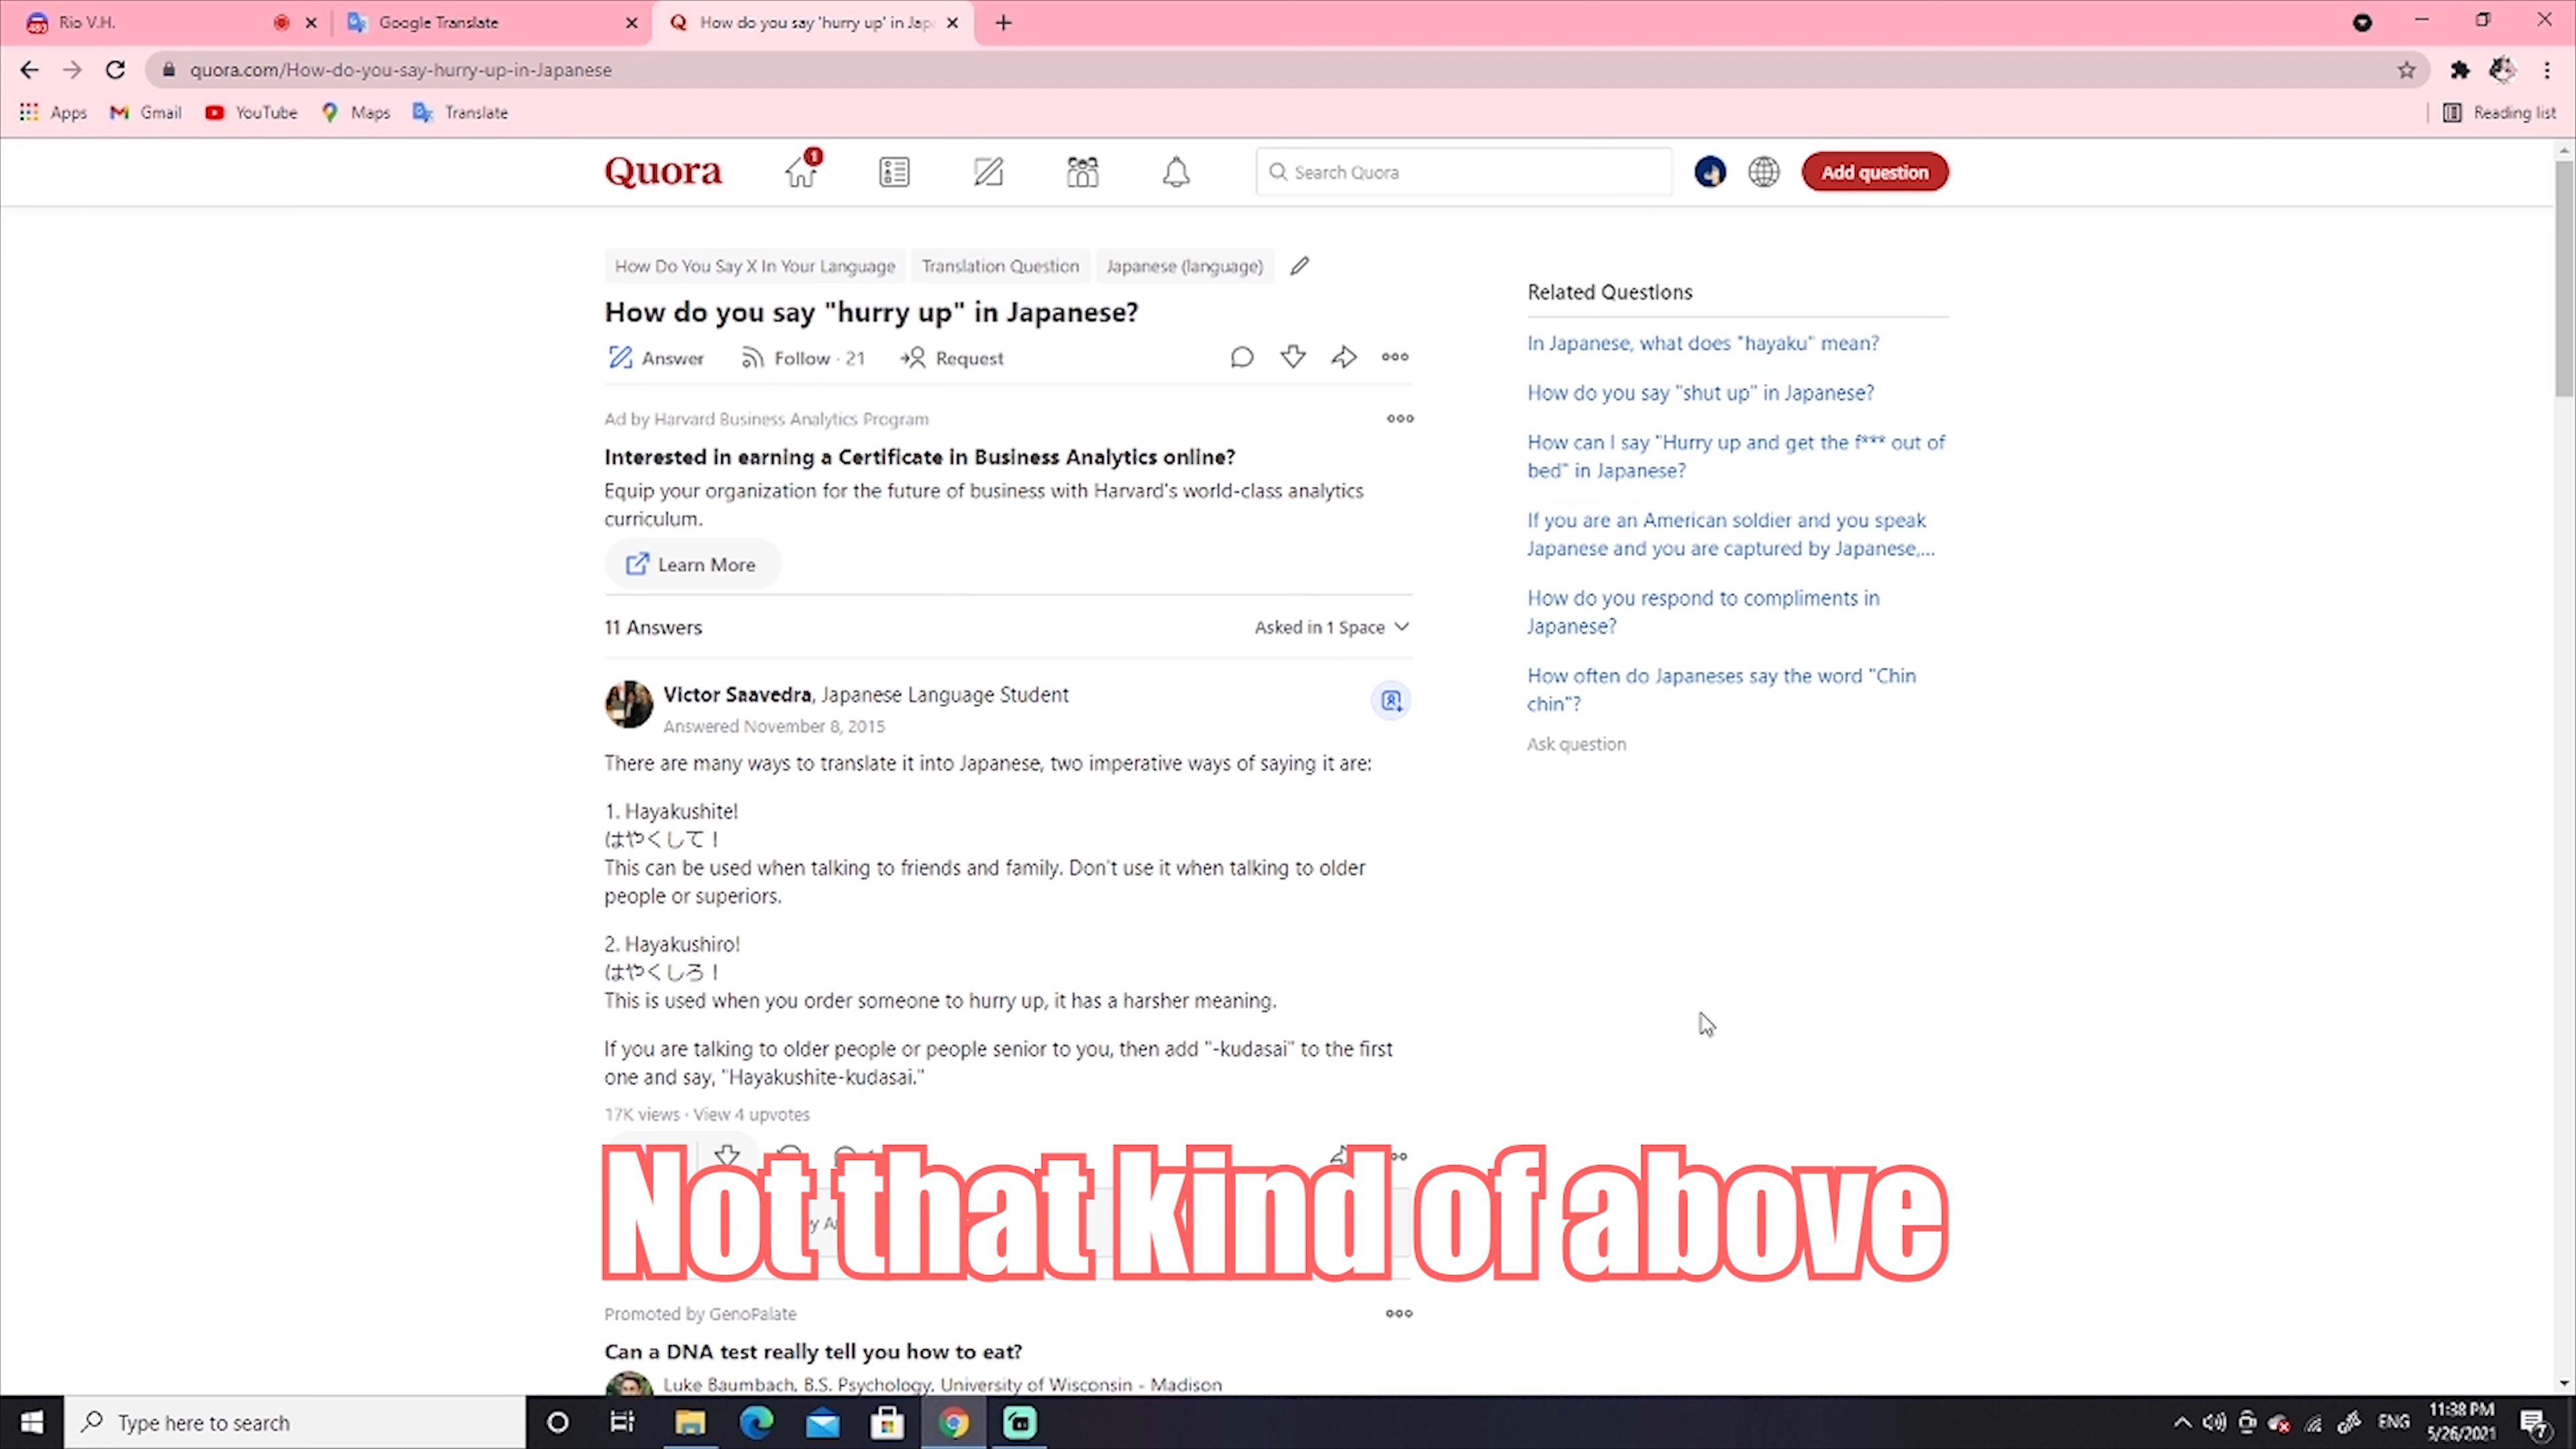 Rio V.H.
Google Translate
How do you say 'hurry up' in Jap
quora.com/How-do-you-say-hurry-up-in-Japanese
Apps
Gmail
YouTube
Maps
Translate
Reading list
Quora
1
Search Quora
Add question
How Do You Say X In Your Language
Translation Question
Japanese (language)
How do you say "hurry up" in Japanese?
Answer
Follow · 21
Request
Ad by Harvard Business Analytics Program
Interested in earning a Certificate in Business Analytics online?
Equip your organization for the future of business with Harvard's world-class analytics
curriculum.
Learn More
11 Answers
Asked in 1 Space
Victor Saavedra, Japanese Language Student
Answered November 8, 2015
There are many ways to translate it into Japanese, two imperative ways of saying it are:
1. Hayakushite!
はやくして！
This can be used when talking to friends and family. Don't use it when talking to older
people or superiors.
2. Hayakushiro!
はやくしろ！
This is used when you order someone to hurry up, it has a harsher meaning.
If you are talking to older people or people senior to you, then add "-kudasai" to the first
one and say, "Hayakushite-kudasai."
17K views · View 4 upvotes
Not that kind of above
Promoted by GenoPalate
Can a DNA test really tell you how to eat?
Luke Baumbach, B.S. Psychology, University of Wisconsin - Madison
Related Questions
In Japanese, what does "hayaku" mean?
How do you say "shut up" in Japanese?
How can I say "Hurry up and get the f*** out of
bed" in Japanese?
If you are an American soldier and you speak
Japanese and you are captured by Japanese,...
How do you respond to compliments in
Japanese?
How often do Japaneses say the word "Chin
chin"?
Ask question
Type here to search
ENG
11:38 PM
5/26/2021
7